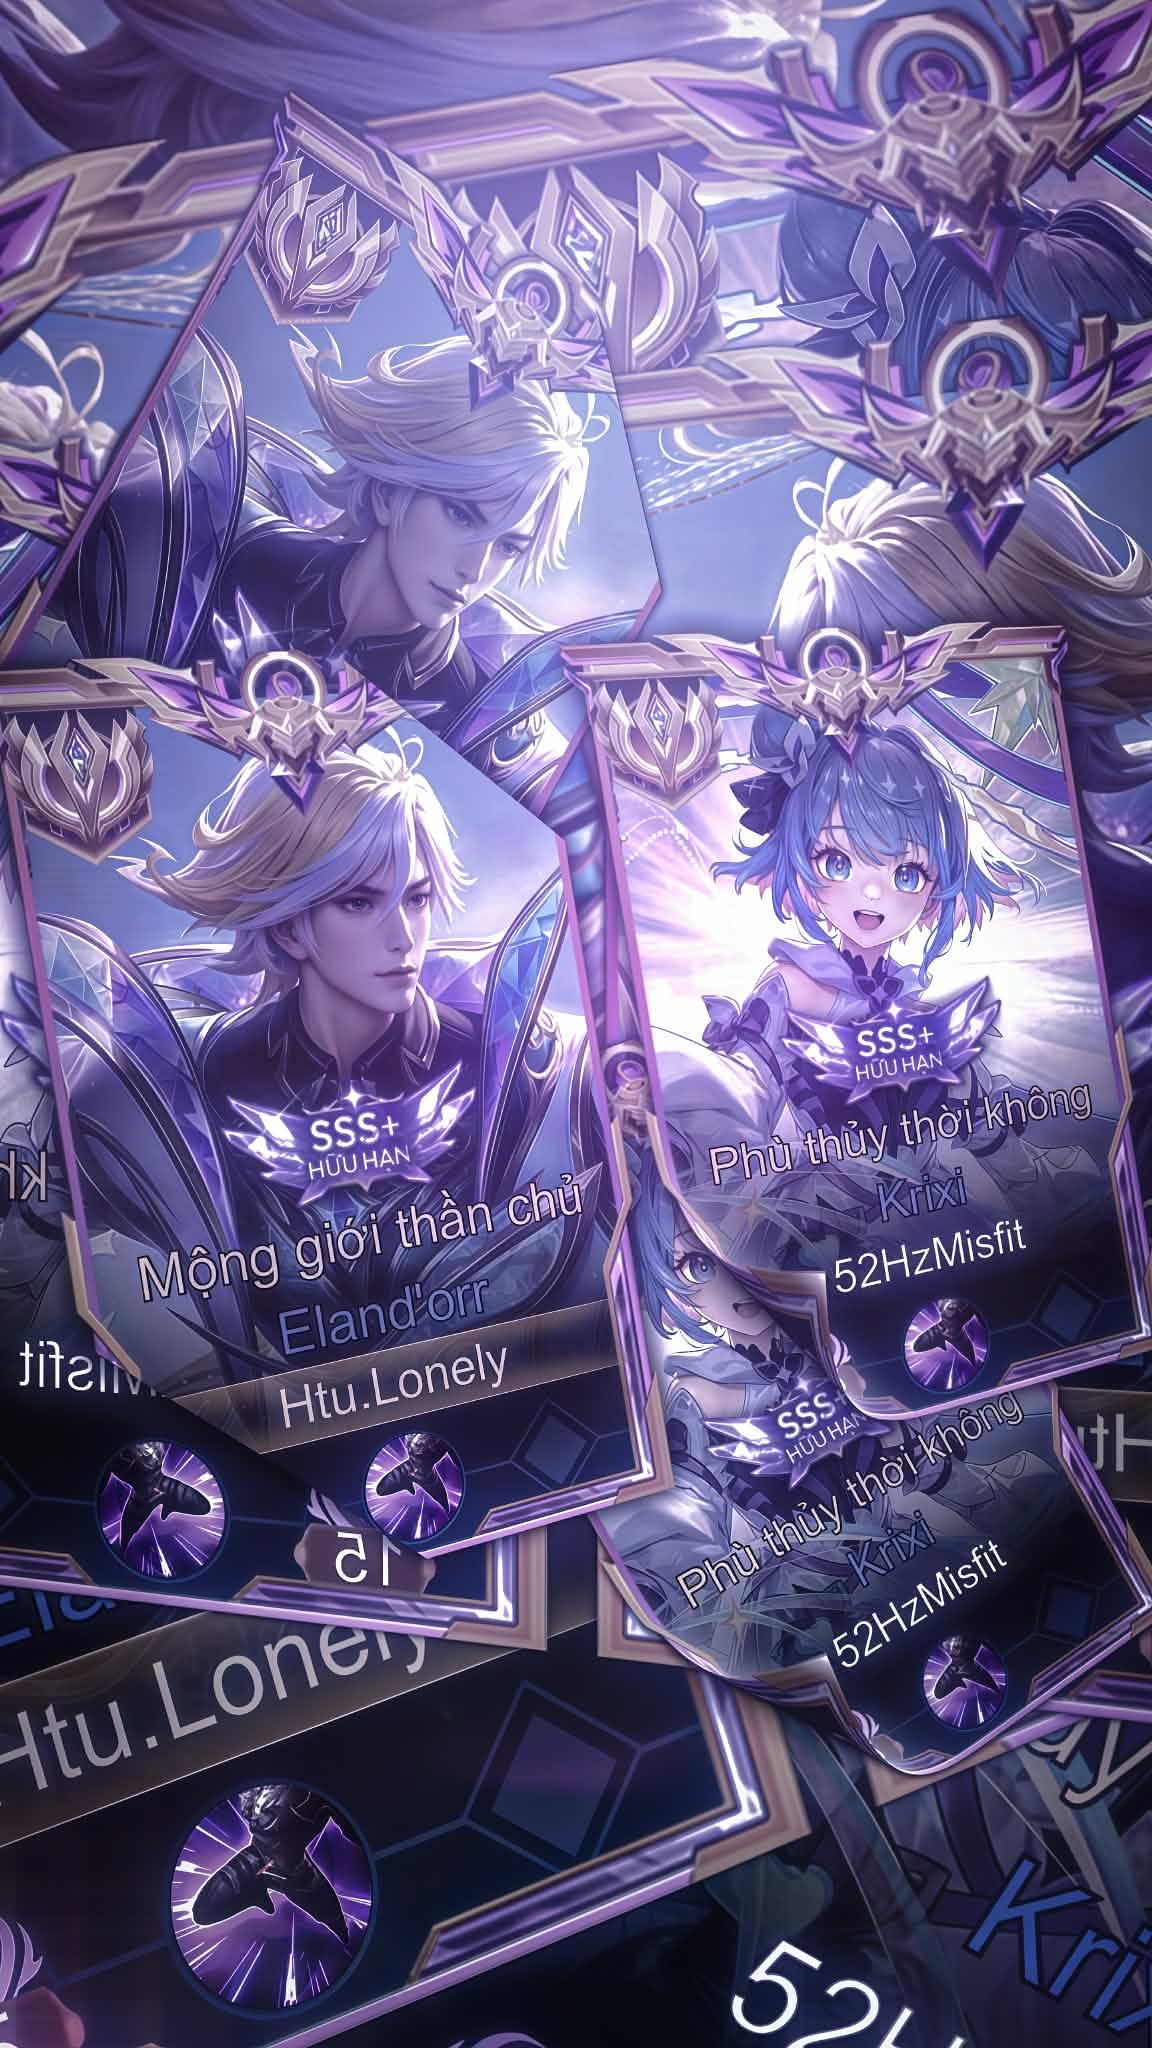 SSS+
HỮU HẠN
Mộng giới thần chủ
Eland'orr
Htu.Lonely
SSS+
HỮU HẠN
Phù thủy thời không
Krixi
52HzMisfit
SSS
HỮU HẠN
Phù thủy thời không
Krixi
52HzMisfit
15
Htu.Lonely